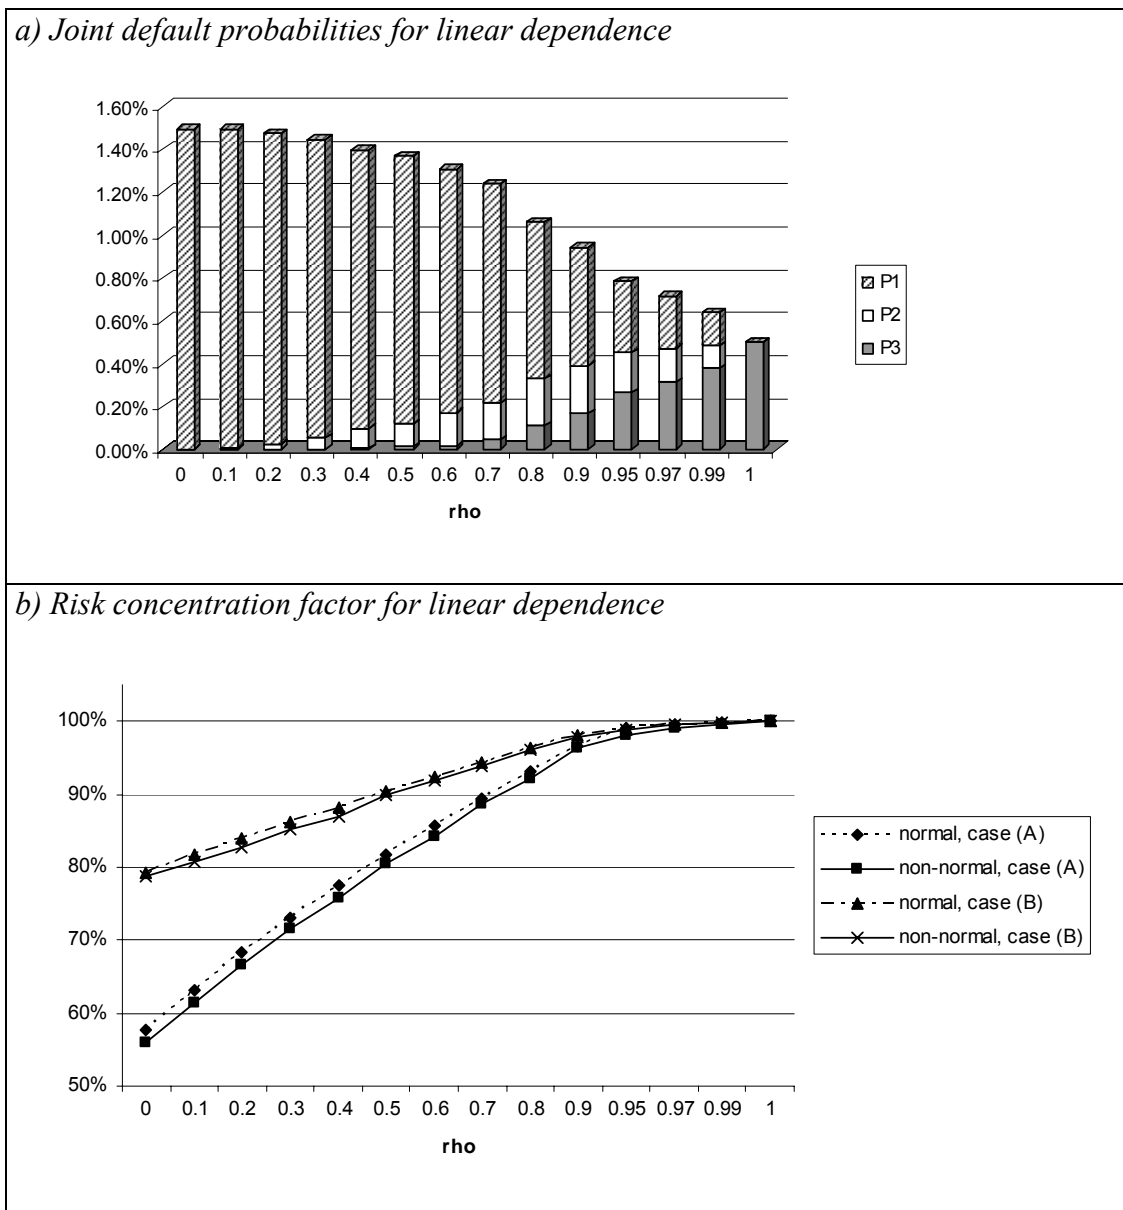 a) Joint default probabilities for linear dependence
1.60%
1.40%
1.20%
1.00%
0.80%
0.60%
0.40%
0.20%
0.00%
0 0.1 0.2 0.3 0.4 0.5 0.6 0.7 0.8 0.9 0.95 0.97 0.99 1
rho
P1
P2
P3
b) Risk concentration factor for linear dependence
100%
90%
80%
70%
60%
50%
0 0.1 0.2 0.3 0.4 0.5 0.6 0.7 0.8 0.9 0.95 0.97 0.99 1
rho
normal, case (A)
non-normal, case (A)
normal, case (B)
non-normal, case (B)